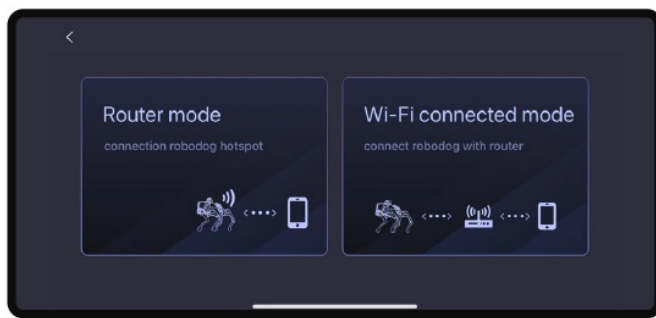 Router mode
connection robodog hotspot
Wi-Fi connected mode
connect robodog with router